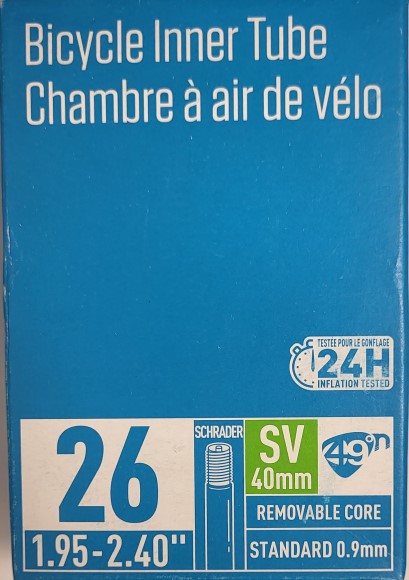 Bicycle Inner Tube
Chambre à air de vélo
TESTÉE POUR LE GONFLAGE
24H
INFLATION TESTED
26
1.95-2.40"
SCHRADER
SV
40mm
49°n
REMOVABLE CORE
STANDARD 0.9mm